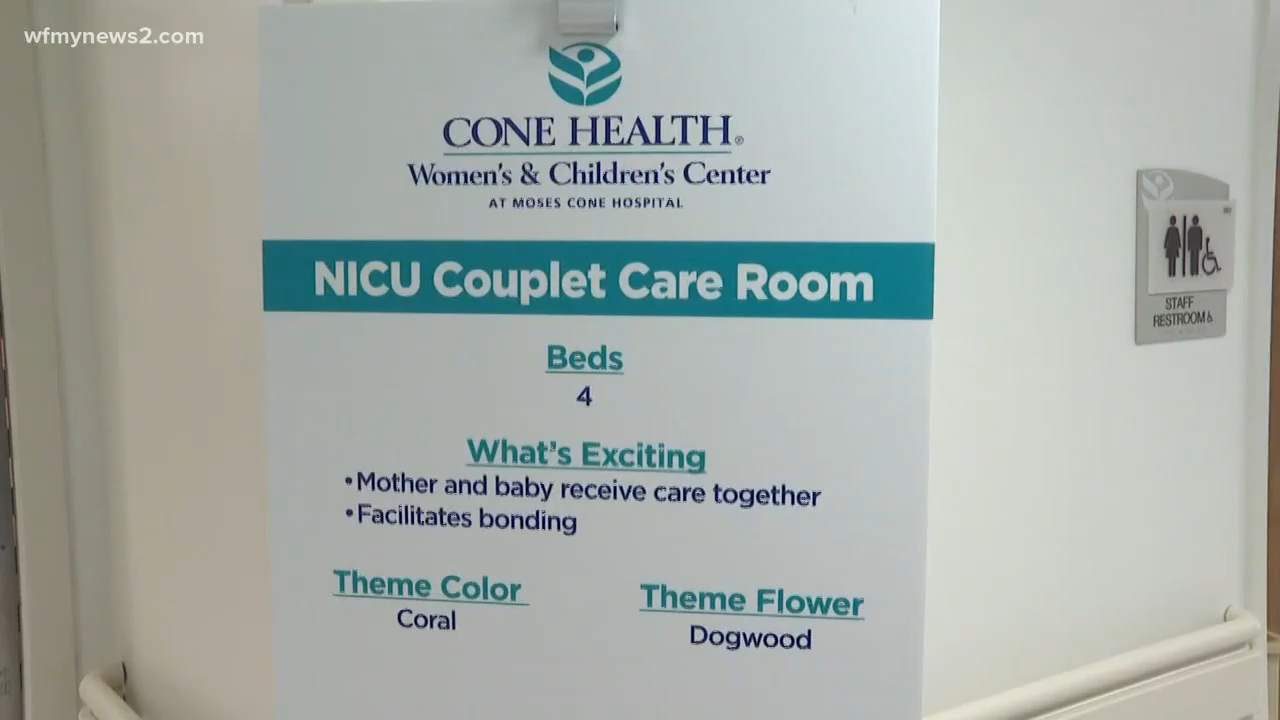 wfmynews2.com
CONE HEALTH®
Women's & Children's Center
AT MOSES CONE HOSPITAL
NICU Couplet Care Room
Beds
4
What's Exciting
•Mother and baby receive care together
•Facilitates bonding
Theme Color
Coral
Theme Flower
Dogwood
STAFF
RESTROOM